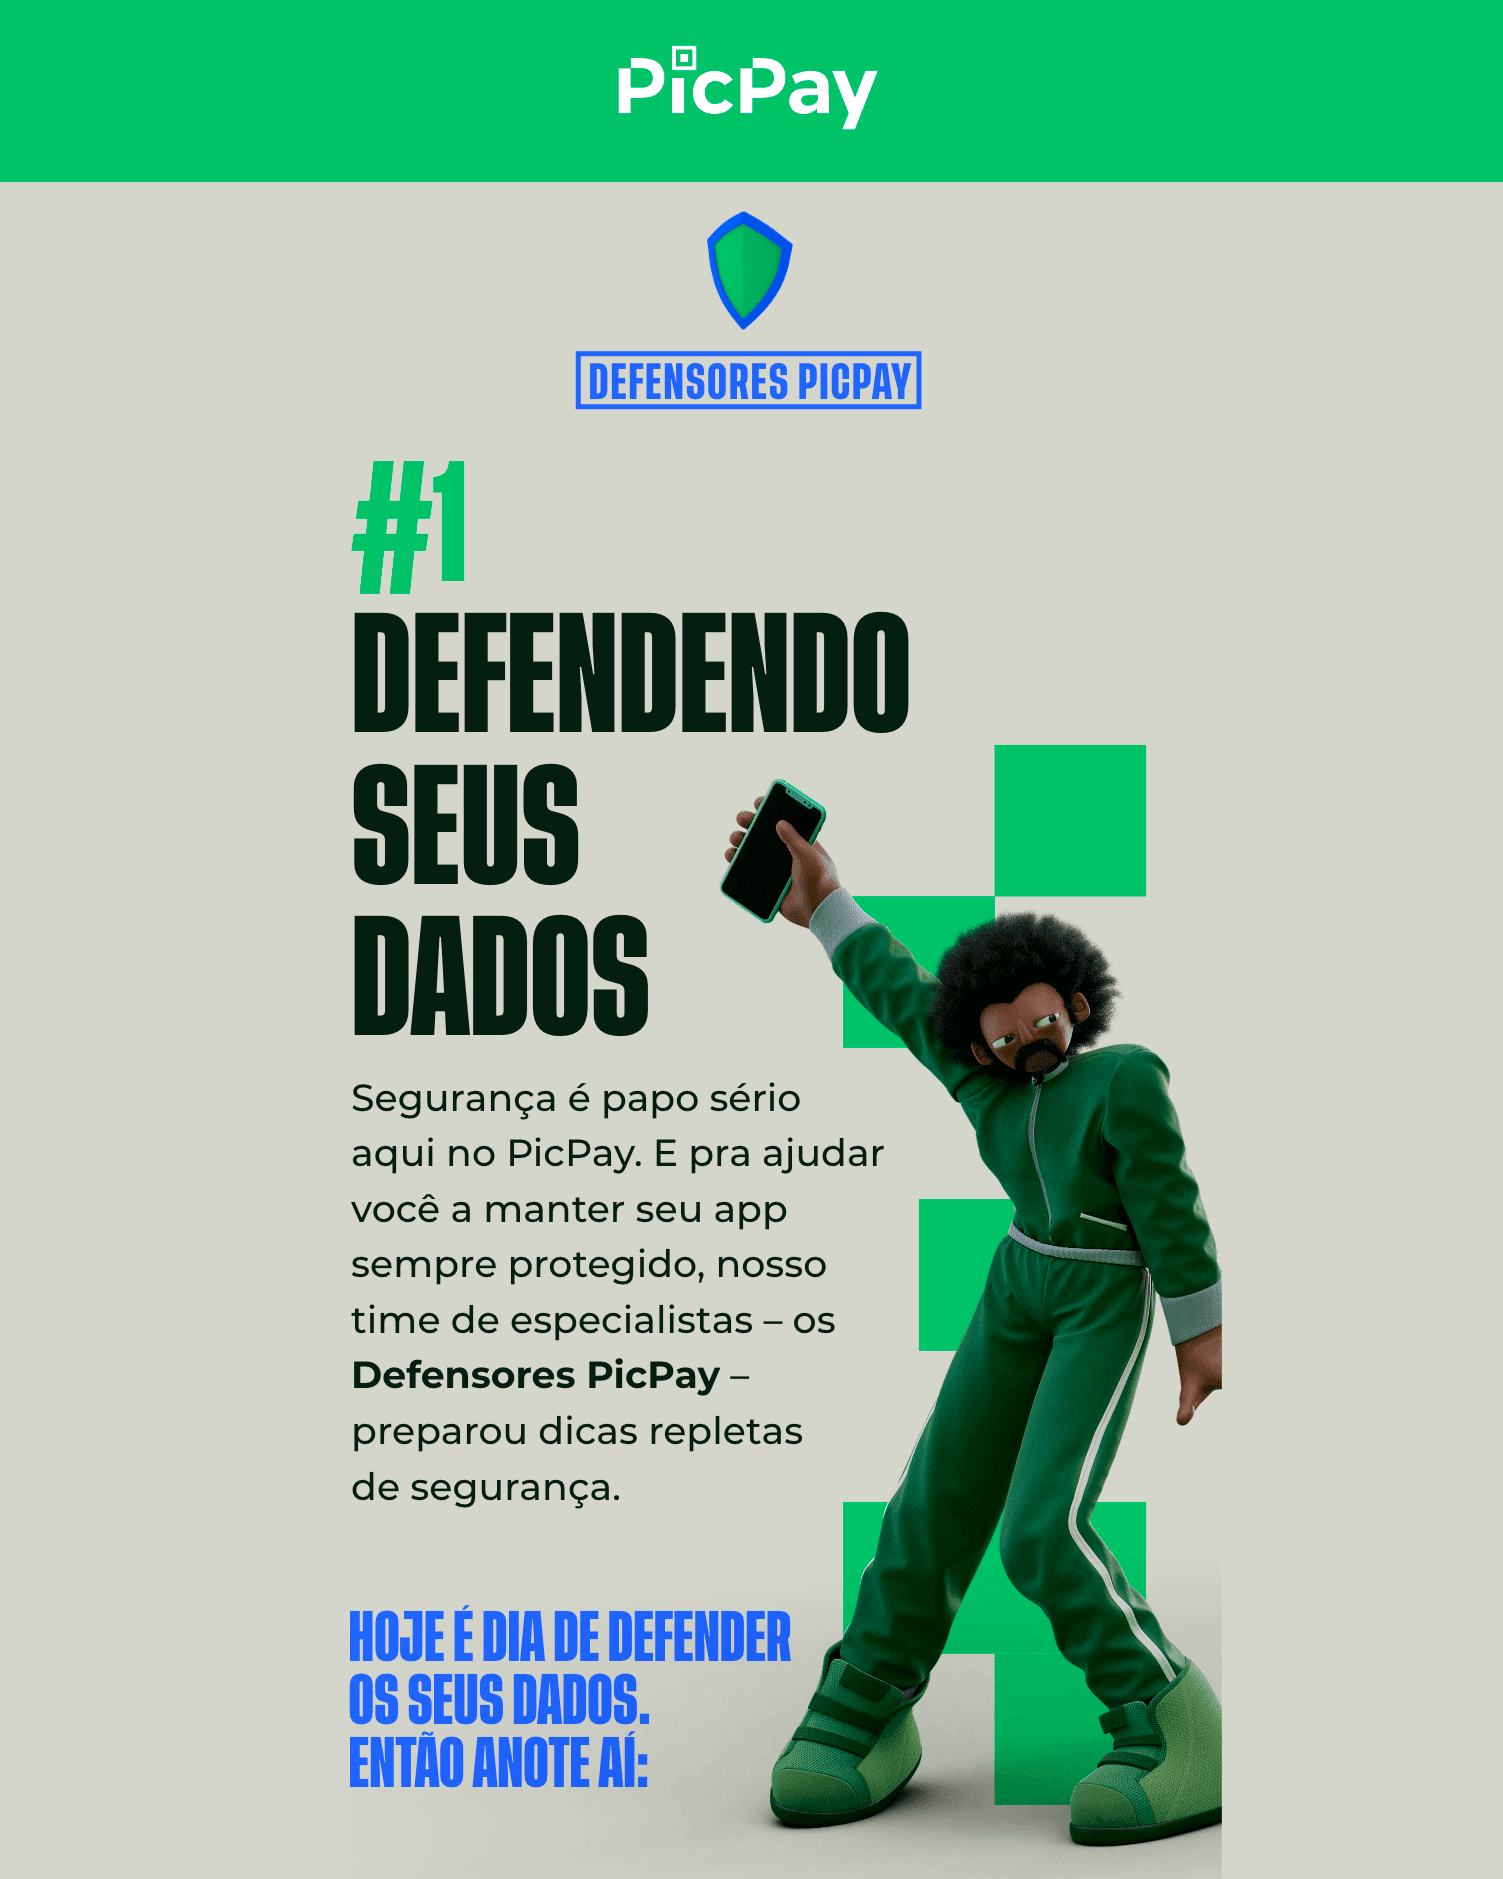 PicPay
DEFENSORES PICPAY
#1
DEFENDENDO
SEUS
DADOS
Segurança é papo sério
aqui no PicPay. E pra ajudar
você a manter seu app
sempre protegido, nosso
time de especialistas – os
Defensores PicPay –
preparou dicas repletas
de segurança.
HOJE É DIA DE DEFENDER
OS SEUS DADOS.
ENTÃO ANOTE AÍ: